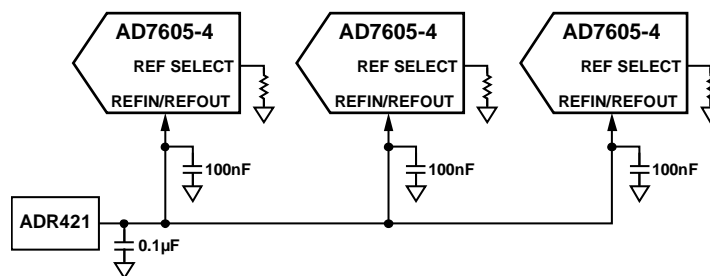 AD7605-4
REF SELECT
REFIN/REFOUT
100nF
AD7605-4
REF SELECT
REFIN/REFOUT
100nF
AD7605-4
REF SELECT
REFIN/REFOUT
100nF
ADR421
0.1µF